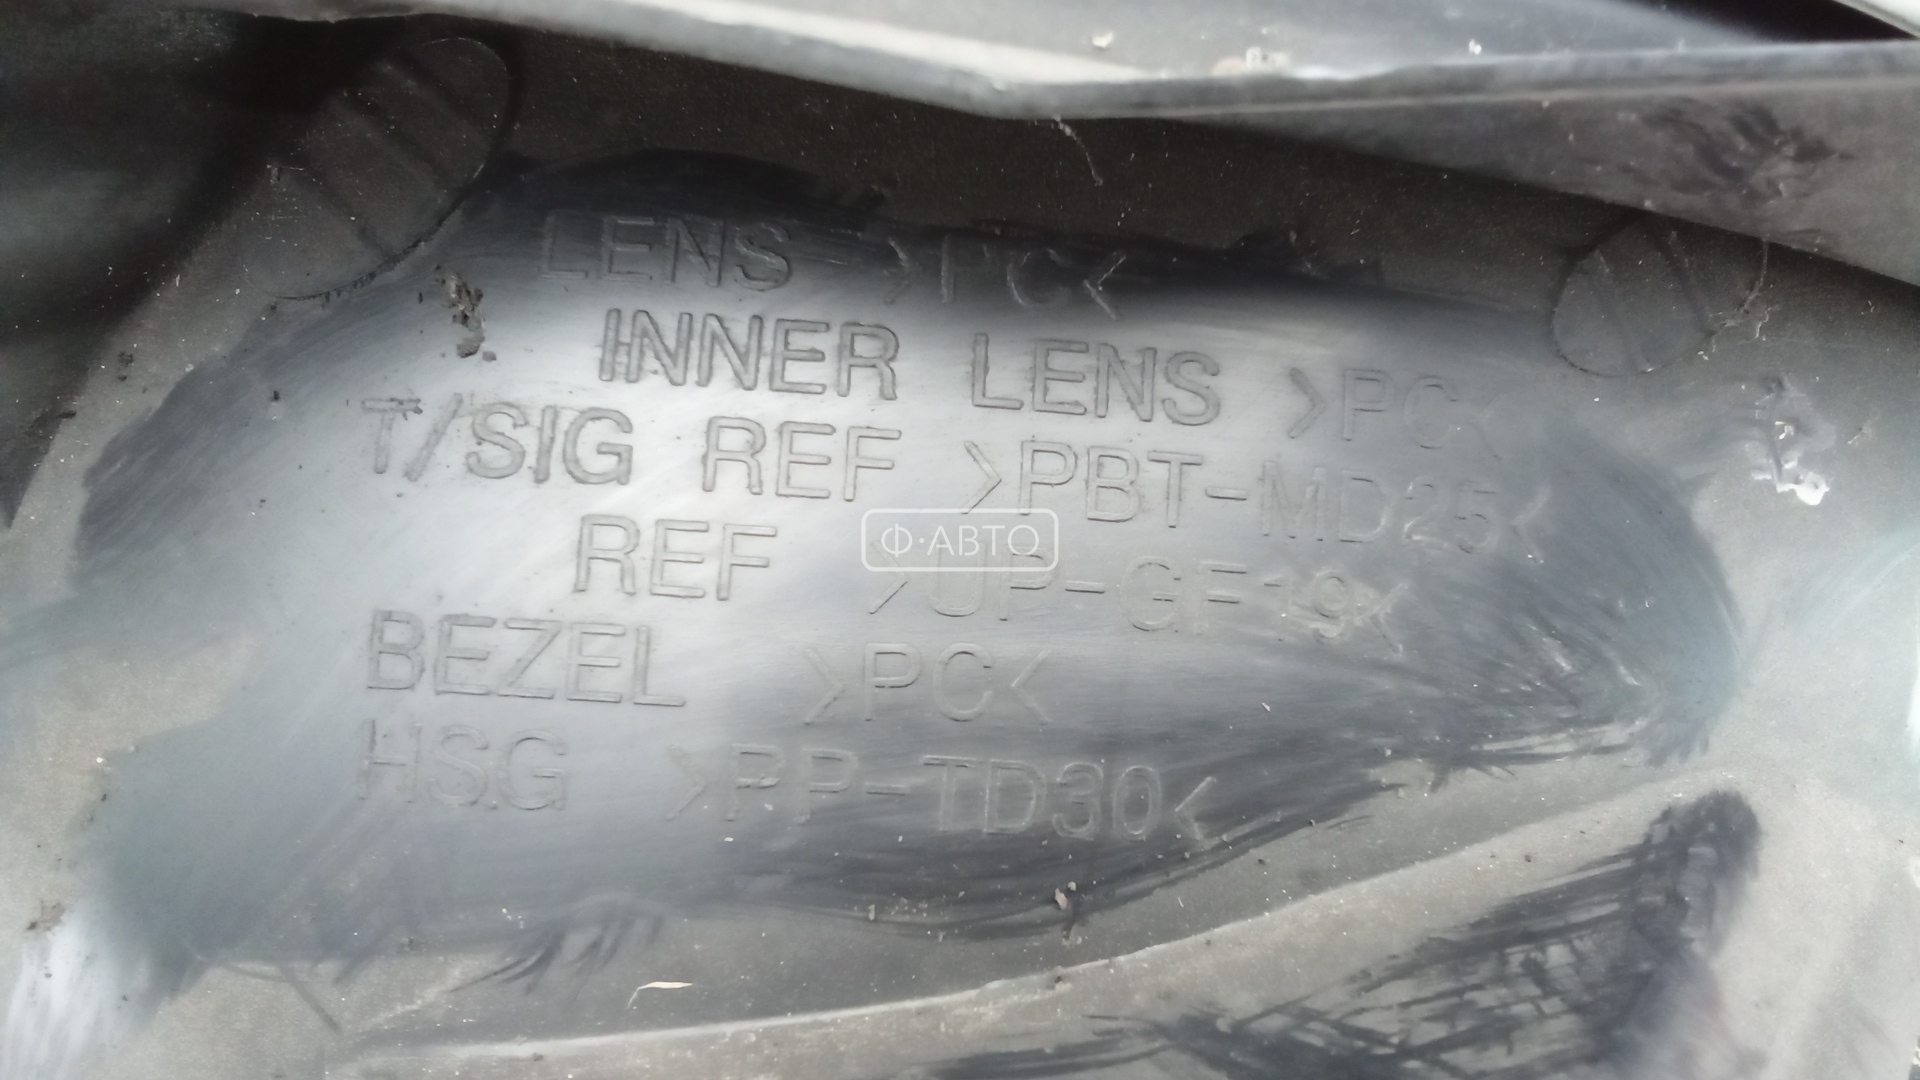 LENS >PC<
INNER LENS >PC<
T/SIG REF >PBT-MD25<
Ф·АВТО
REF >UP-GF19<
BEZEL >PC<
HSG >PP-TD30<